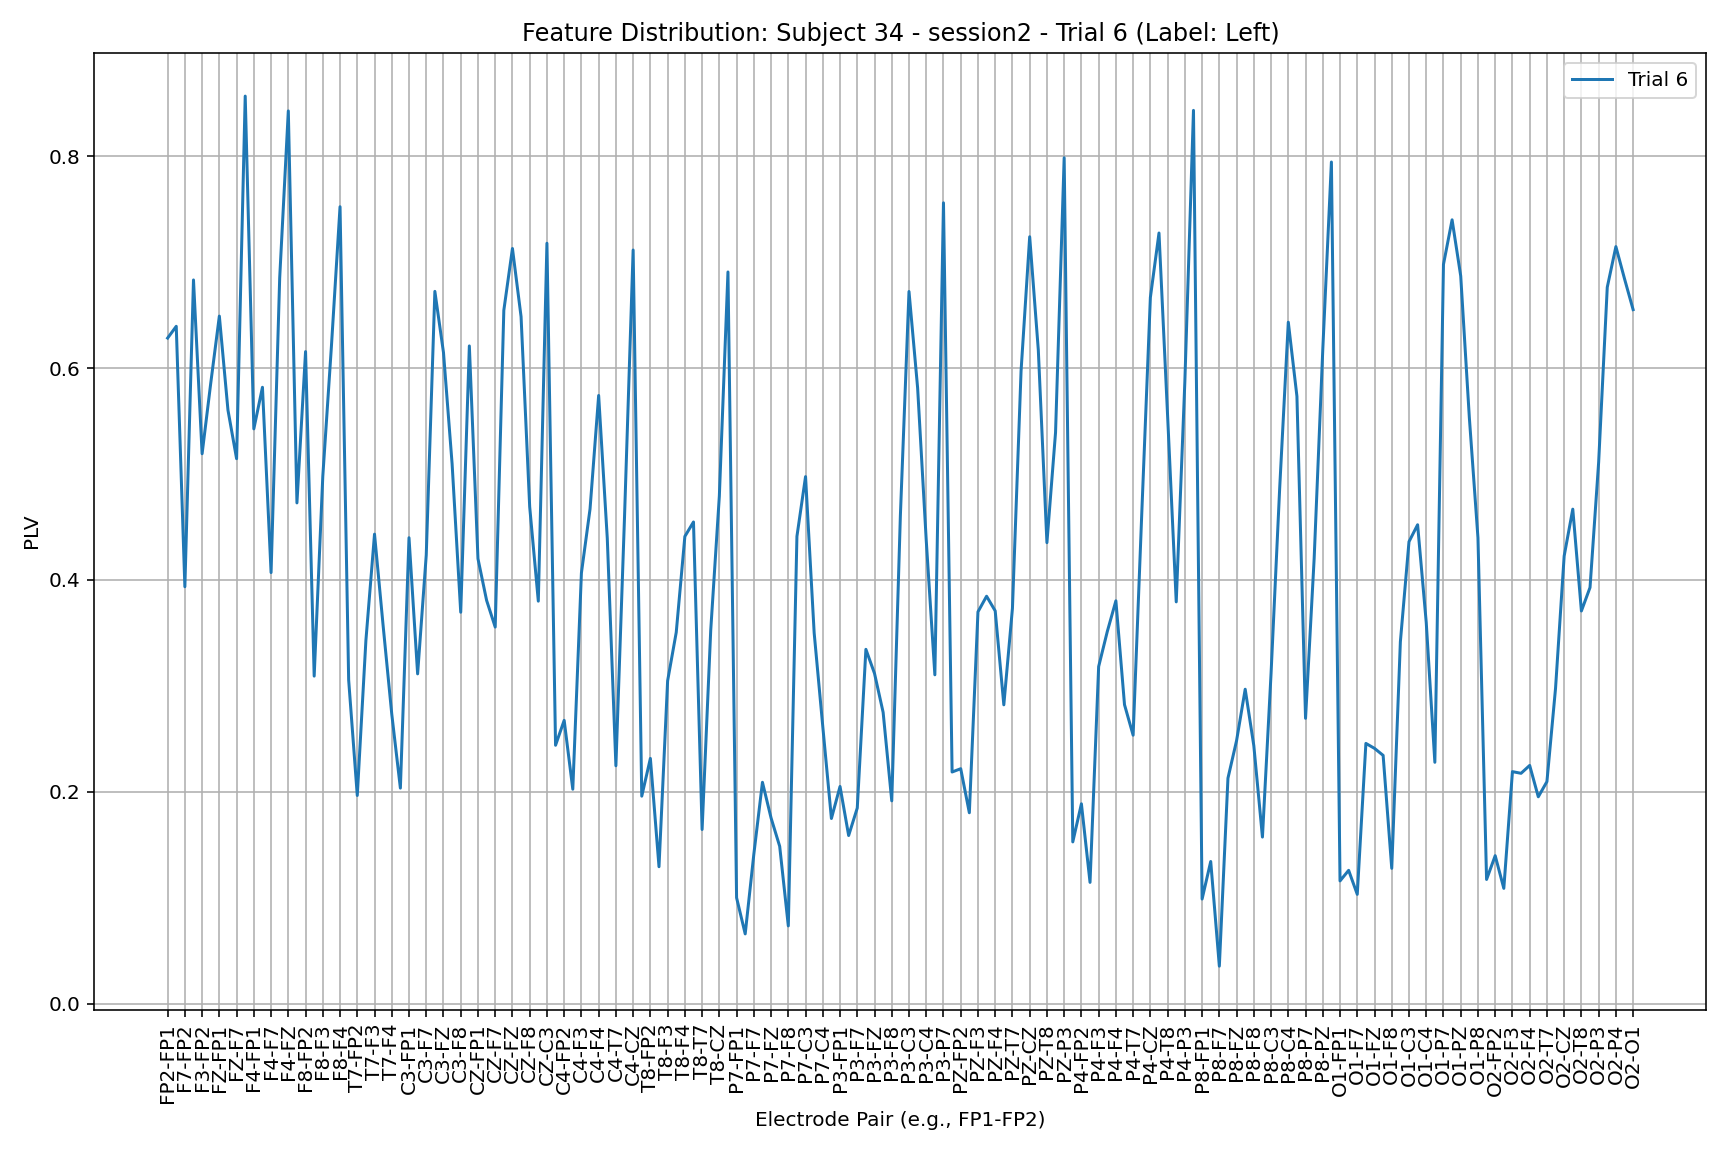 Feature Distribution: Subject 34 - session2 - Trial 6 (Label: Left)
Trial 6
PLV
0.8
0.6
0.4
0.2
0.0
FP2-FP1
F7-FP2
F3-FP2
FZ-FP1
FZ-F7
F4-FP1
F4-F7
F4-FZ
F8-FP2
F8-F3
F8-F4
T7-FP2
T7-F3
T7-F4
C3-FP1
C3-F7
C3-FZ
C3-F8
CZ-FP1
CZ-F7
CZ-FZ
CZ-F8
CZ-C3
C4-FP2
C4-F3
C4-F4
C4-T7
C4-CZ
T8-FP2
T8-F3
T8-F4
T8-T7
T8-CZ
P7-FP1
P7-F7
P7-FZ
P7-F8
P7-C3
P7-C4
P3-FP1
P3-F7
P3-FZ
P3-F8
P3-C3
P3-C4
P3-P7
PZ-FP2
PZ-F3
PZ-F4
PZ-T7
PZ-CZ
PZ-T8
PZ-P3
P4-FP2
P4-F3
P4-F4
P4-T7
P4-CZ
P4-T8
P4-P3
P8-FP1
P8-F7
P8-FZ
P8-F8
P8-C3
P8-C4
P8-P7
P8-PZ
O1-FP1
O1-F7
O1-FZ
O1-F8
O1-C3
O1-C4
O1-P7
O1-PZ
O1-P8
O2-FP2
O2-F3
O2-F4
O2-T7
O2-CZ
O2-T8
O2-P3
O2-P4
O2-O1
Electrode Pair (e.g., FP1-FP2)